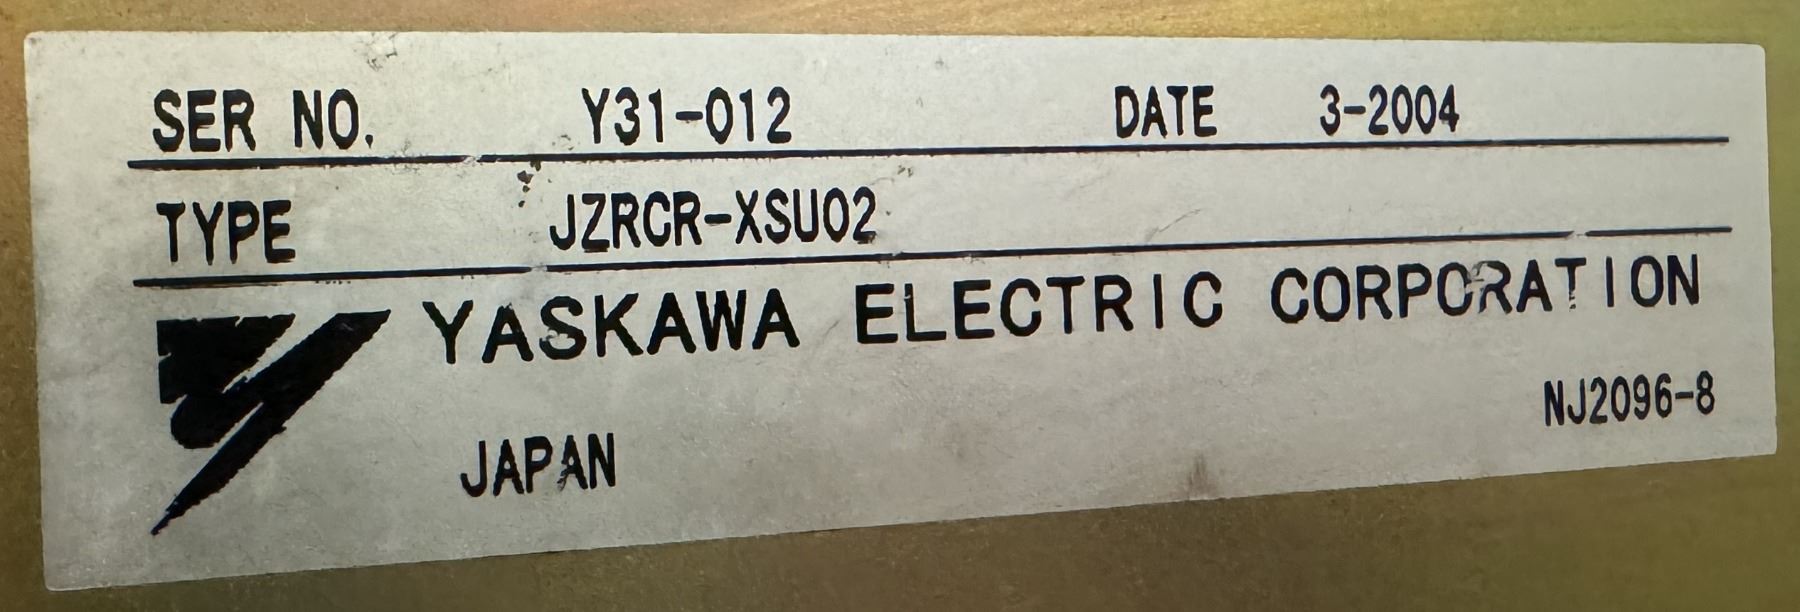 SER NO. Y31-012 DATE 3-2004
TYPE JZRCR-XSU02
YASKAWA ELECTRIC CORPORATION
NJ2096-8
JAPAN